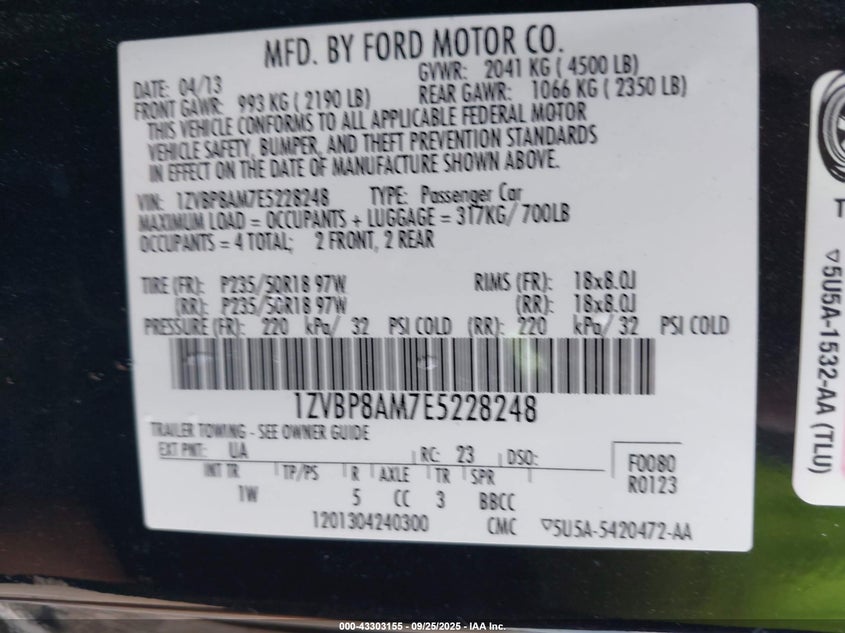 MFD. BY FORD MOTOR CO.
DATE: 04/13
GVWR: 2041 KG ( 4500 LB)
FRONT GAWR: 993 KG ( 2190 LB)
REAR GAWR: 1066 KG ( 2350 LB)
THIS VEHICLE CONFORMS TO ALL APPLICABLE FEDERAL MOTOR
VEHICLE SAFETY, BUMPER, AND THEFT PREVENTION STANDARDS
IN EFFECT ON THE DATE OF MANUFACTURE SHOWN ABOVE.
VIN: 1ZVBP8AM7E5228248 TYPE: Passenger Car
MAXIMUM LOAD = OCCUPANTS + LUGGAGE = 317KG/ 700LB
OCCUPANTS = 4 TOTAL; 2 FRONT, 2 REAR
TIRE (FR): P235/50R18 97W RIMS (FR): 18x8.0J
(RR): P235/50R18 97W (RR): 18x8.0J
PRESSURE (FR): 220 kPa/ 32 PSI COLD (RR): 220 kPa/ 32 PSI COLD
1ZVBP8AM7E5228248
TRAILER TOWING - SEE OWNER GUIDE
EXT PNT: UA RC: 23 DSO:
F0080
R0123
INT TR TP/PS R AXLE TR SPR
1W 5 CC 3 BBCC
1201304240300 CMC ▽5U5A-5420472-AA
▽5U5A-1532-AA (TLU)
000-43303155 - 09/25/2025 - IAA Inc.